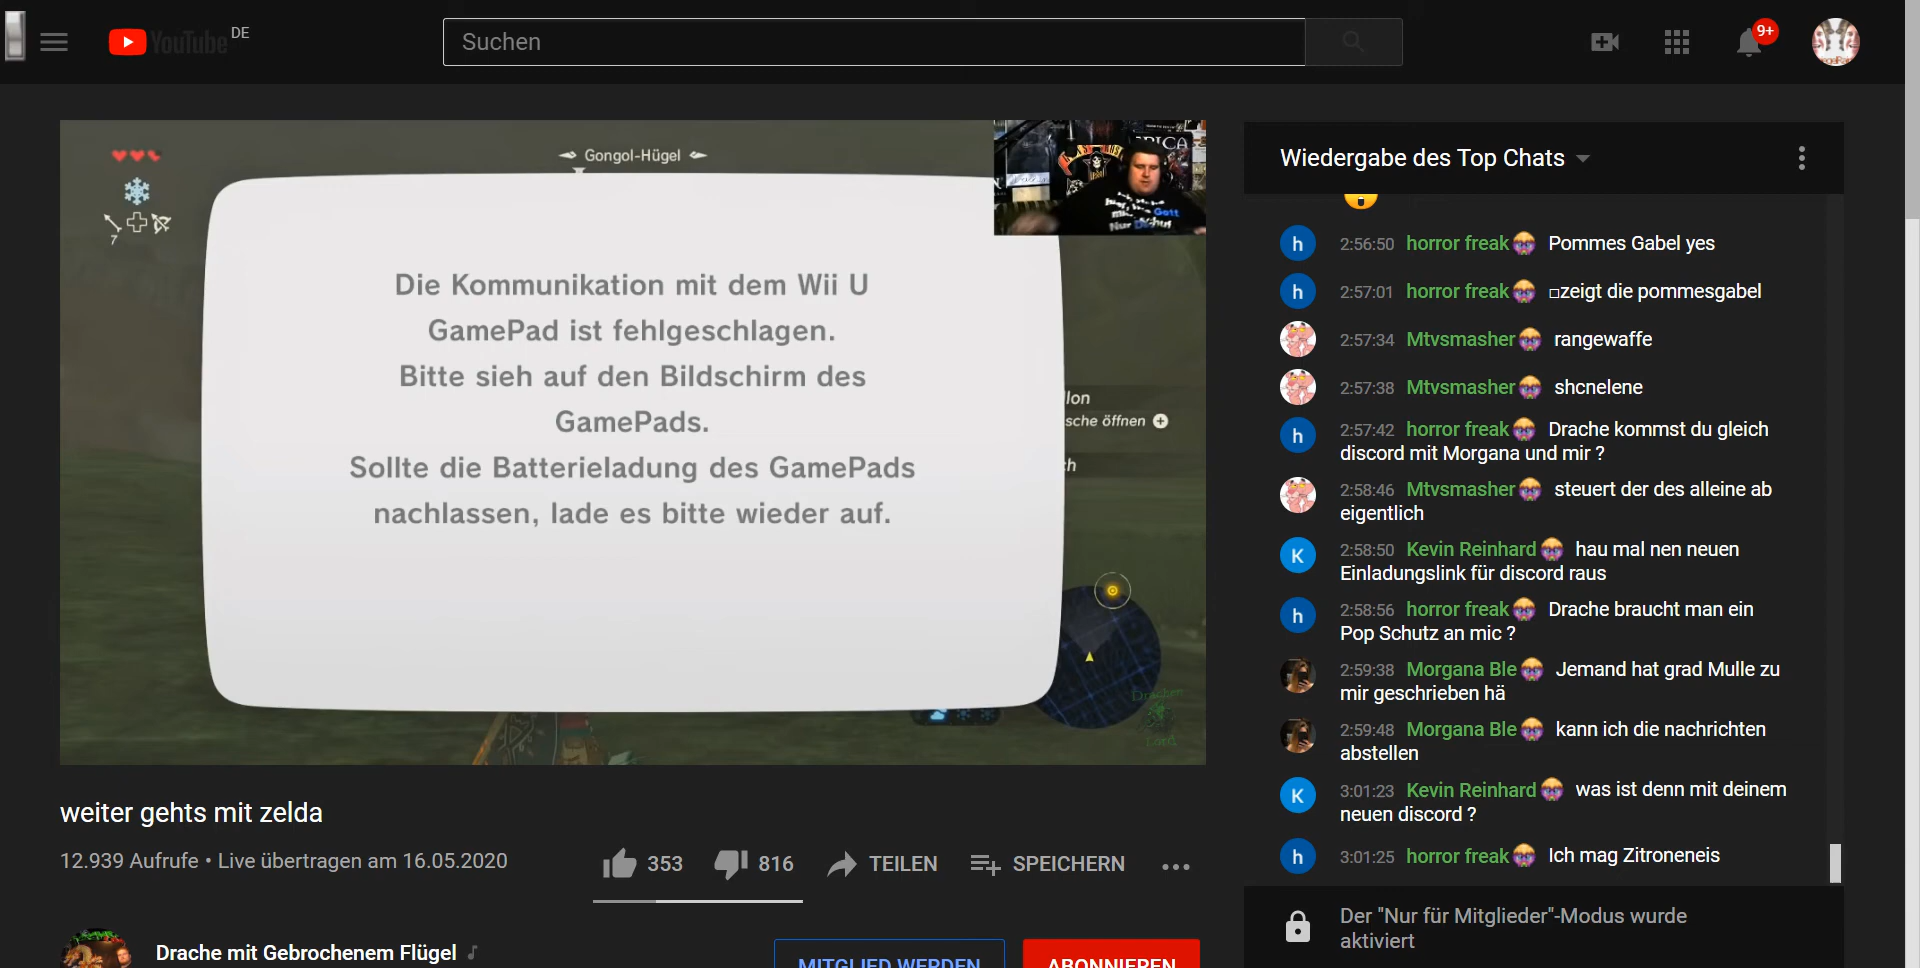 YouTube DE
Suchen
9+
Gongol-Hügel
7
Die Kommunikation mit dem Wii U
GamePad ist fehlgeschlagen.
Bitte sieh auf den Bildschirm des
GamePads.
Sollte die Batterieladung des GamePads
nachlassen, lade es bitte wieder auf.
llon
sche öffnen
ch
Gott
Nur
Drachen
Lord
weiter gehts mit zelda
12.939 Aufrufe • Live übertragen am 16.05.2020
353 816 TEILEN SPEICHERN
Drache mit Gebrochenem Flügel
MITGLIED WERDEN ABONNIEREN
Wiedergabe des Top Chats
h 2:56:50 horror freak Pommes Gabel yes
h 2:57:01 horror freak □zeigt die pommesgabel
2:57:34 Mtvsmasher rangewaffe
2:57:38 Mtvsmasher shcnelene
h 2:57:42 horror freak Drache kommst du gleich
discord mit Morgana und mir ?
2:58:46 Mtvsmasher steuert der des alleine ab
eigentlich
K 2:58:50 Kevin Reinhard hau mal nen neuen
Einladungslink für discord raus
h 2:58:56 horror freak Drache braucht man ein
Pop Schutz an mic ?
2:59:38 Morgana Ble Jemand hat grad Mulle zu
mir geschrieben hä
2:59:48 Morgana Ble kann ich die nachrichten
abstellen
K 3:01:23 Kevin Reinhard was ist denn mit deinem
neuen discord ?
h 3:01:25 horror freak Ich mag Zitroneneis
Der "Nur für Mitglieder"-Modus wurde
aktiviert